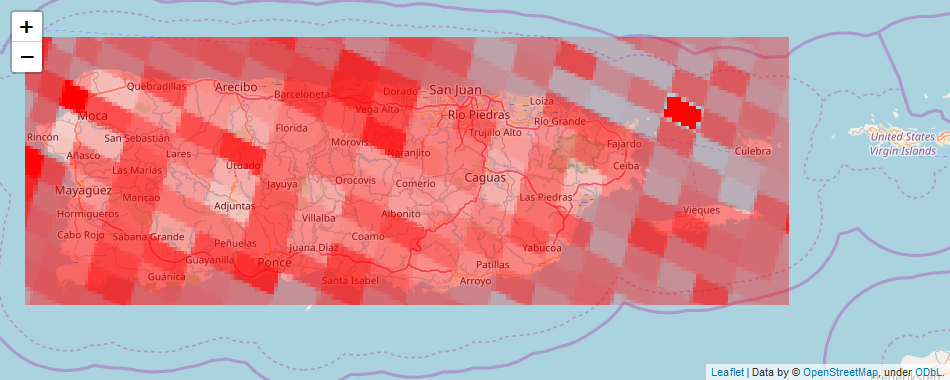 +
−
Quebradillas
Arecibo
Barceloneta
Dorado
San Juan
Loíza
Vega Alta
Río Piedras
Río Grande
Moca
Florida
Trujillo Alto
Rincón
San Sebastián
Morovis
Naranjito
Fajardo
Culebra
United States
Virgin Islands
Añasco
Lares
Utuado
Ceiba
Las Marías
Jayuya
Orocovis
Comerío
Caguas
Mayagüez
Maricao
Adjuntas
Las Piedras
Hormigueros
Villalba
Aibonito
Vieques
Cabo Rojo
Sábana Grande
Peñuelas
Juana Díaz
Coamo
Yabucoa
Guayanilla
Ponce
Patillas
Guánica
Santa Isabel
Arroyo
Leaflet | Data by © OpenStreetMap, under ODbL.